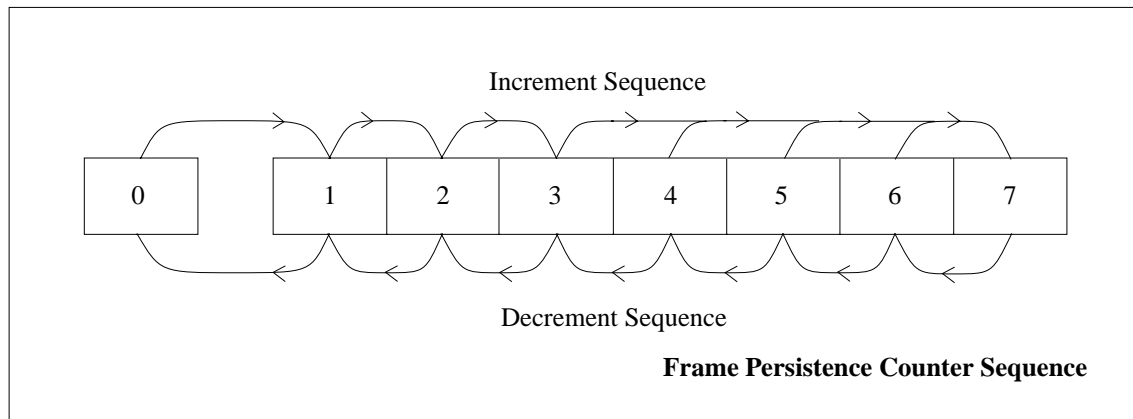 Increment Sequence
0 1 2 3 4 5 6 7
Decrement Sequence
Frame Persistence Counter Sequence